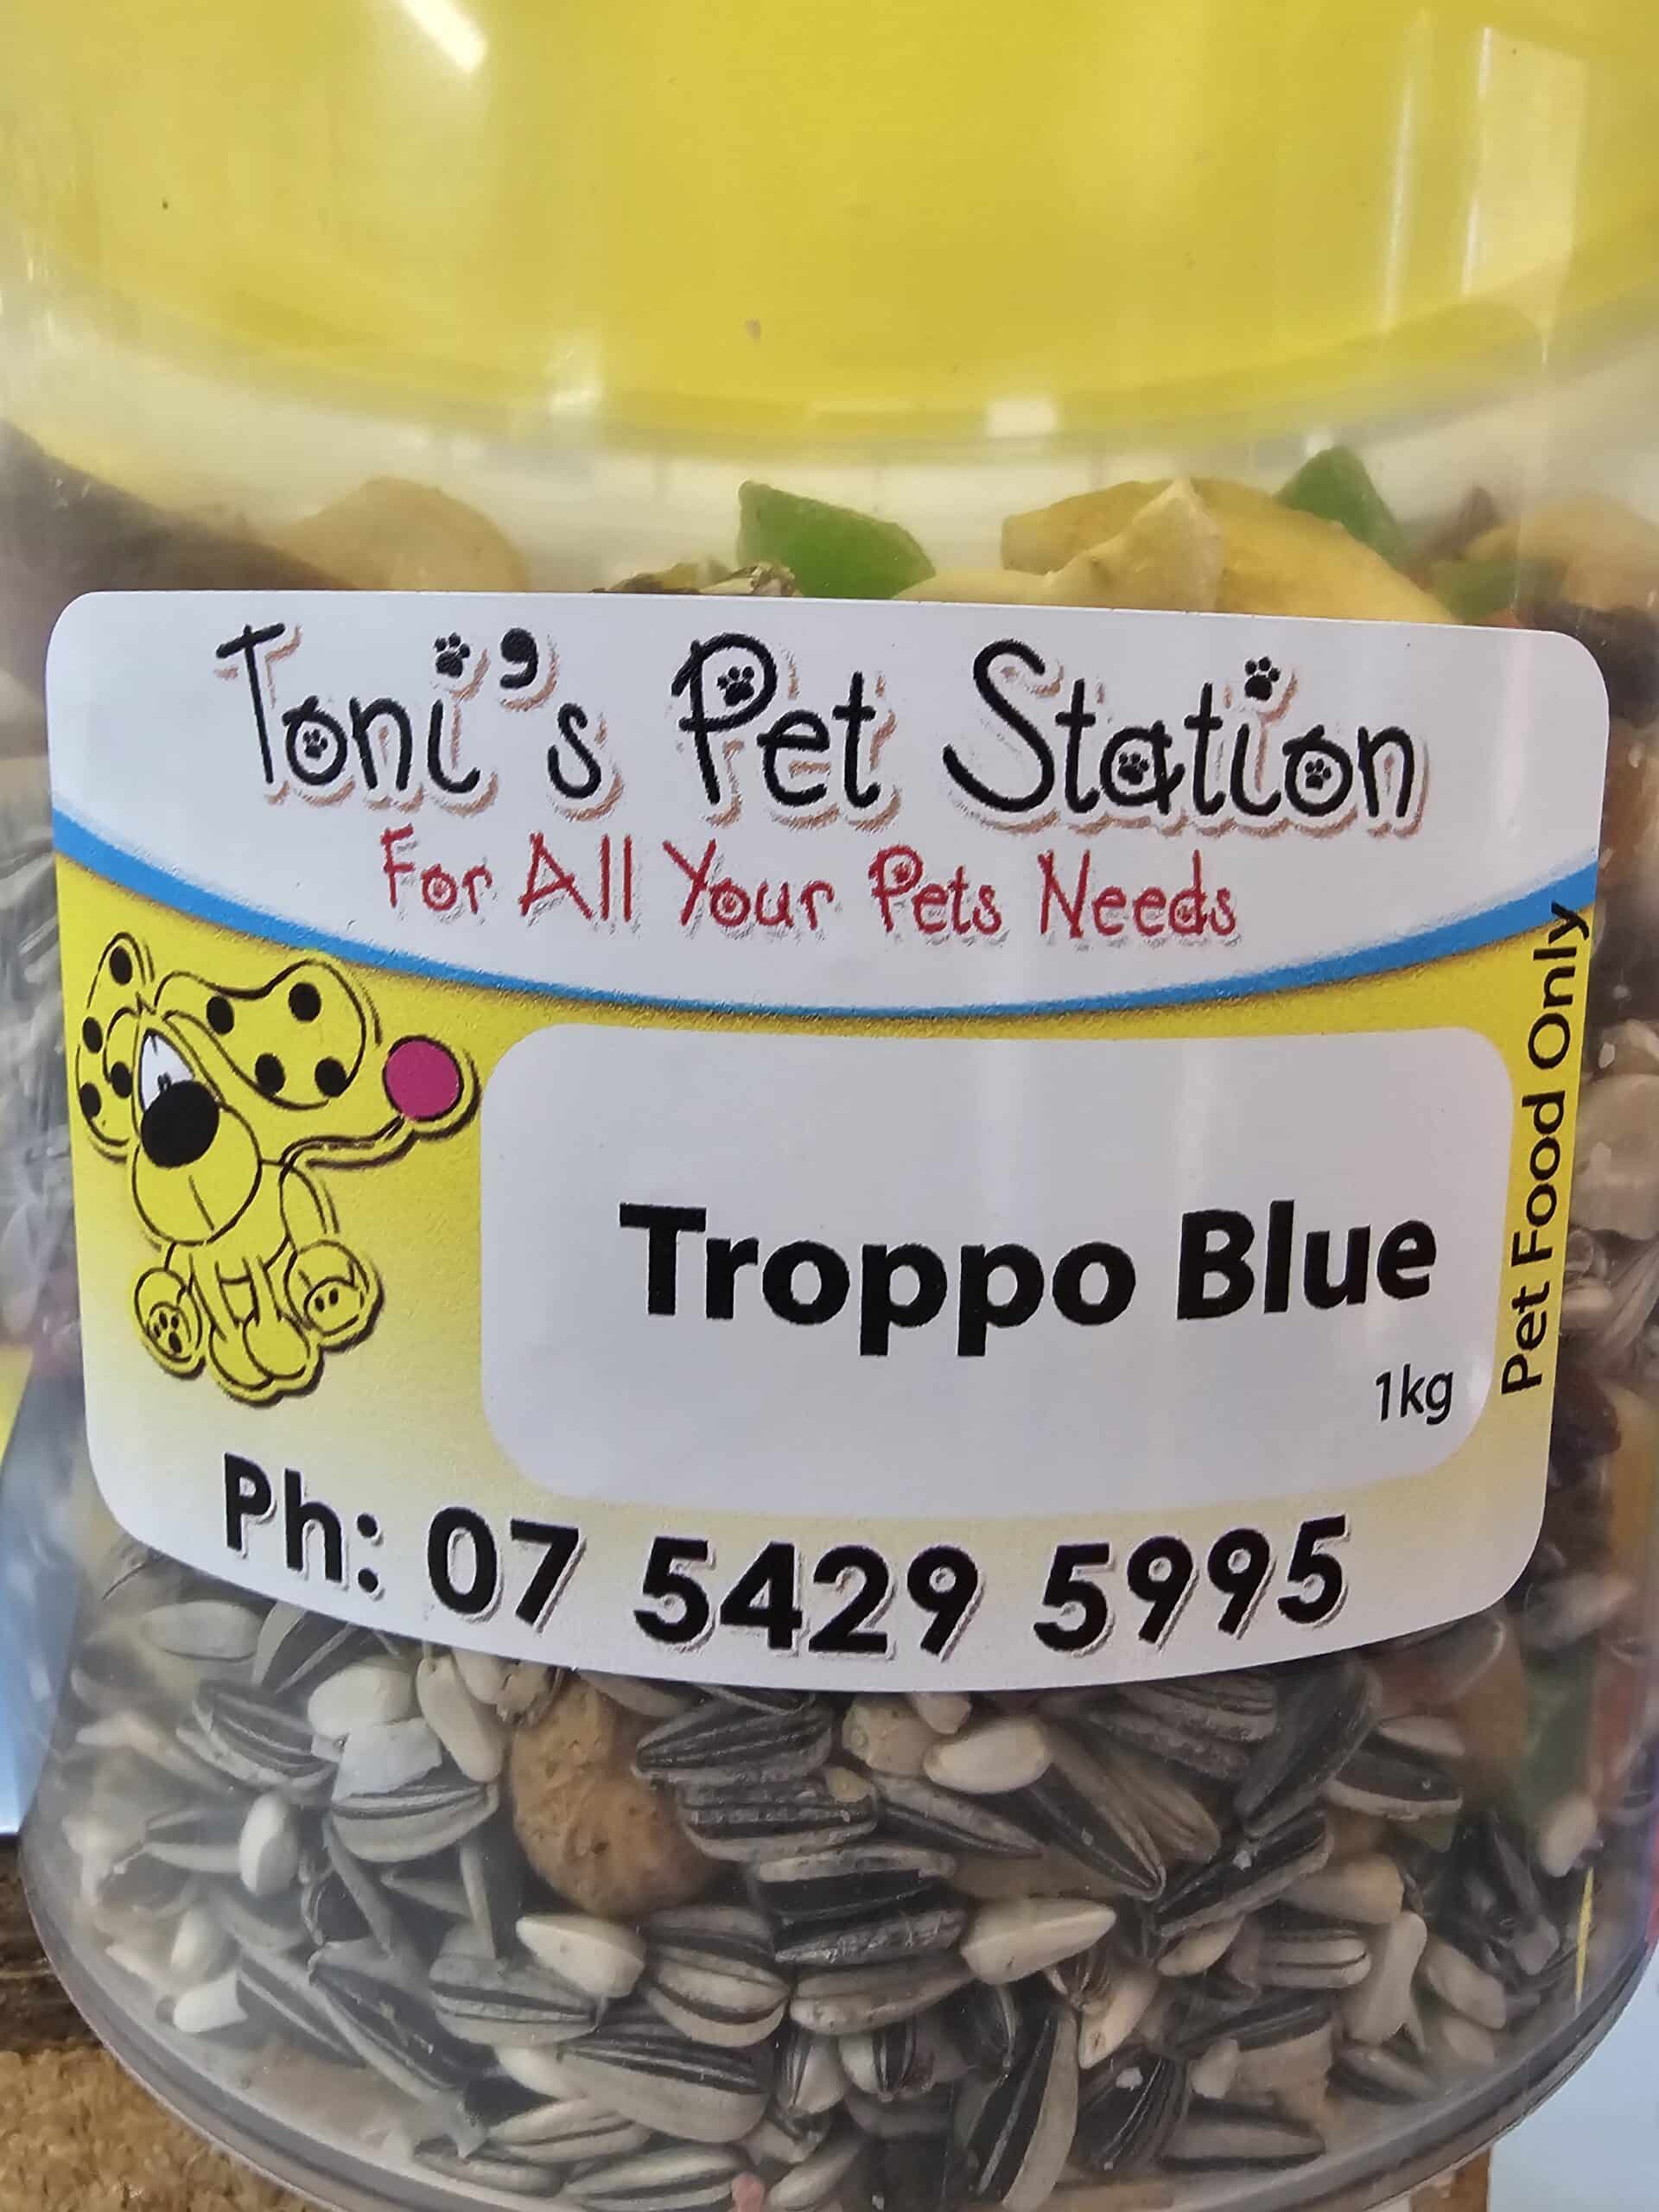 Toni's Pet Station
For All Your Pets Needs
Troppo Blue
1kg
Pet Food Only
Ph: 07 5429 5995